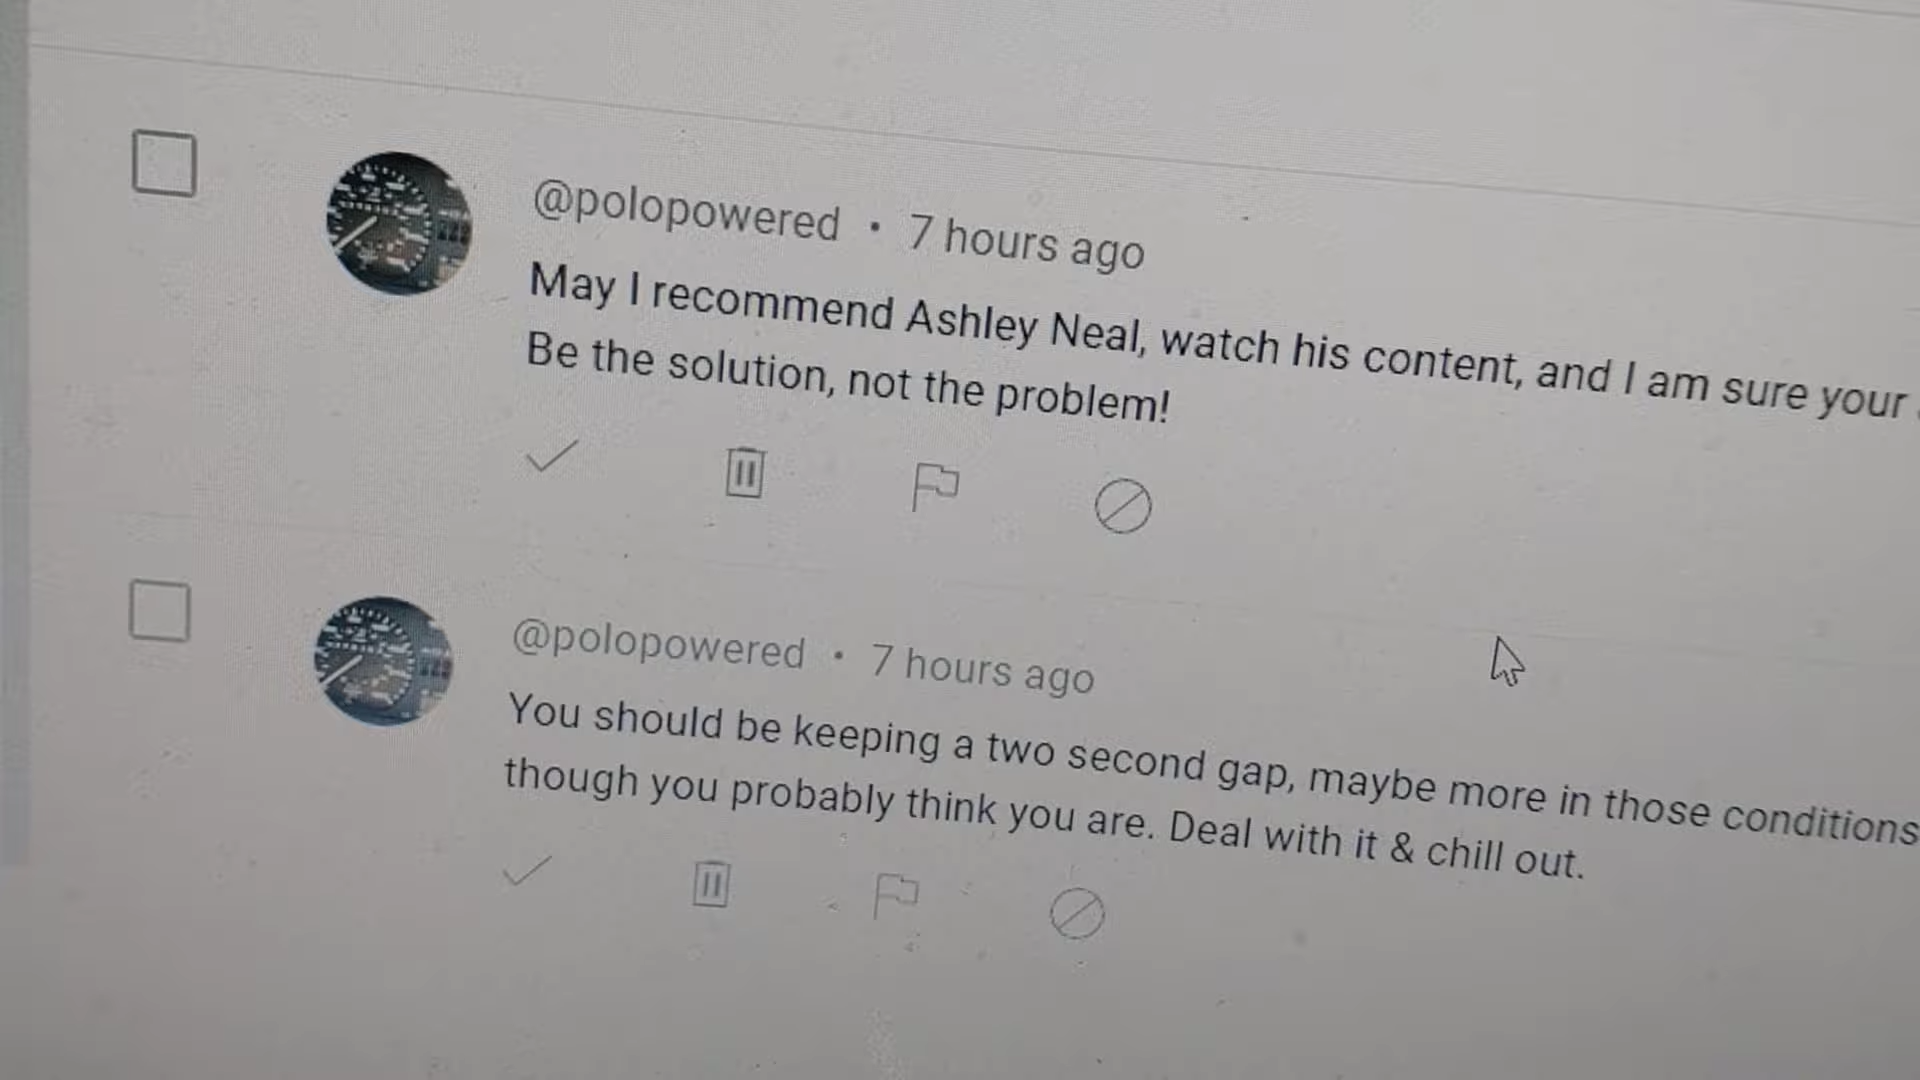 @polopowered • 7 hours ago
May I recommend Ashley Neal, watch his content, and I am sure your
Be the solution, not the problem!
@polopowered • 7 hours ago
You should be keeping a two second gap, maybe more in those conditions
though you probably think you are. Deal with it & chill out.